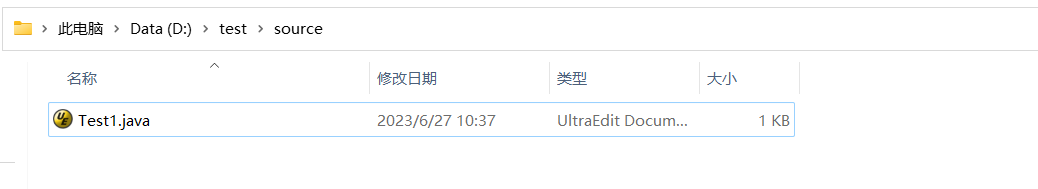 此电脑 > Data (D:) > test > source
名称 修改日期 类型 大小
Test1.java 2023/6/27 10:37 UltraEdit Docum... 1 KB